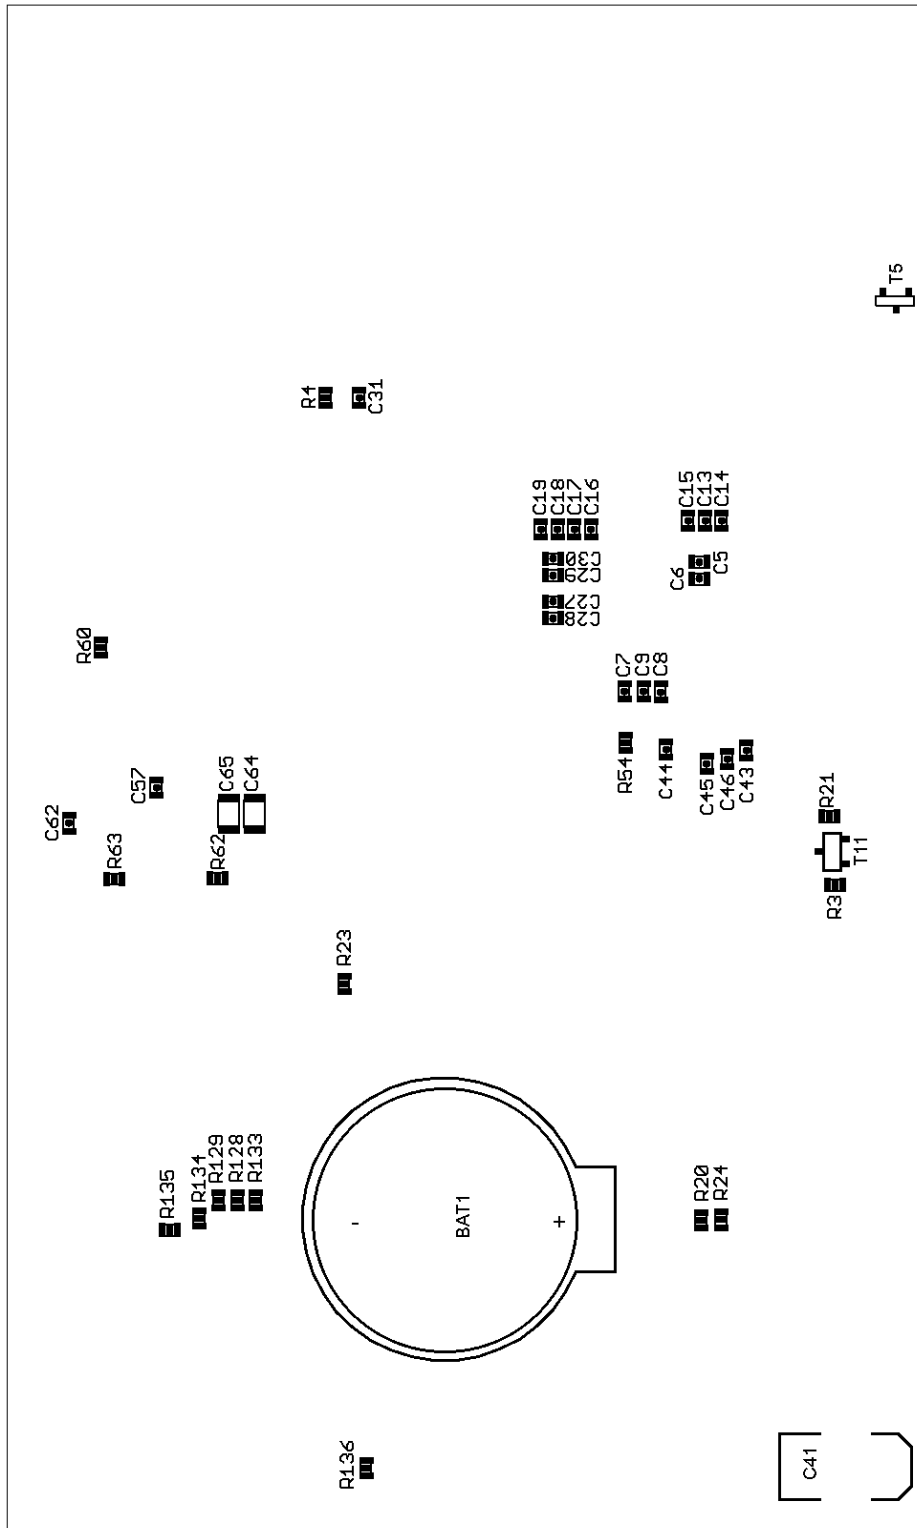 T5
R4
C31
C19
C18
C17
C16
C15
C13
C14
C30
C29
C27
C28
C6
C5
R60
C7
C9
C8
R54
C44
C45
C46
C43
C57
C65
C64
C62
R21
R63
R62
T11
R3
R23
R135
R134
R129
R128
R133
-
BAT1
+
R20
R24
R136
C41